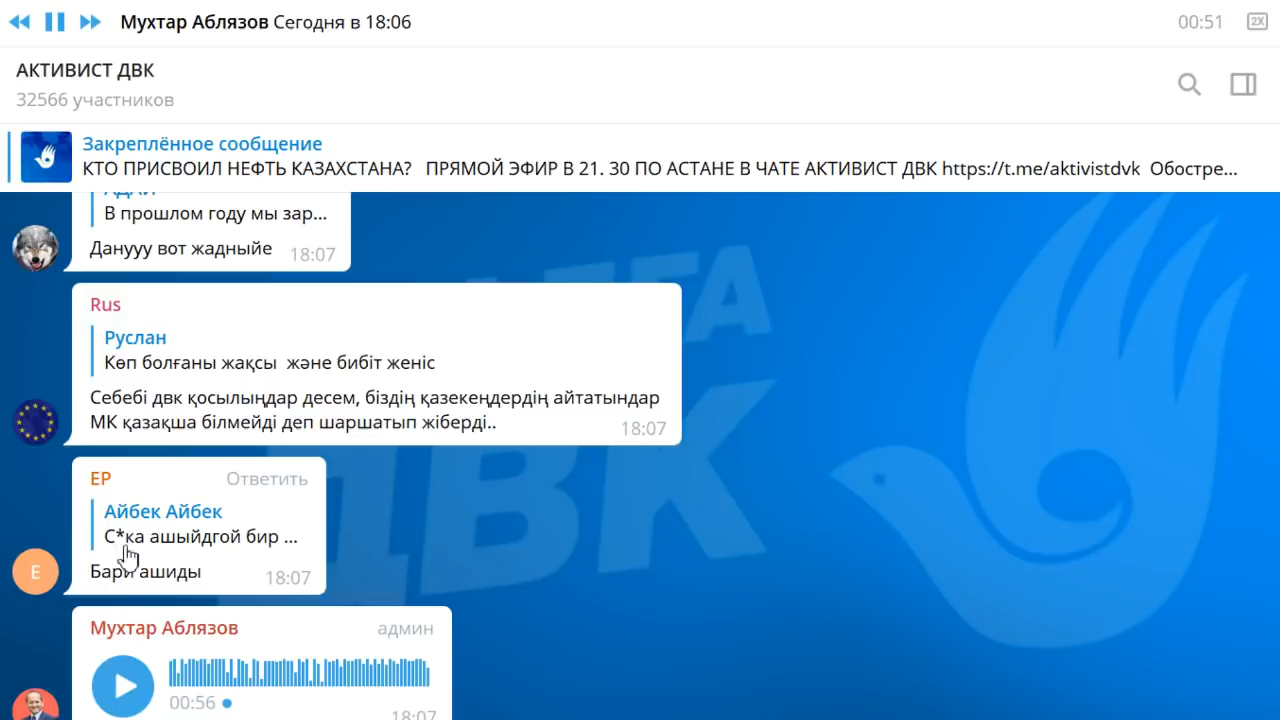 Мухтар Аблязов Сегодня в 18:06
00:51
2X
АКТИВИСТ ДВК
32566 участников
Закреплённое сообщение
КТО ПРИСВОИЛ НЕФТЬ КАЗАХСТАНА? ПРЯМОЙ ЭФИР В 21. 30 ПО АСТАНЕ В ЧАТЕ АКТИВИСТ ДВК https://t.me/aktivistdvk Обостре...
АДАЙ
В прошлом году мы зар...
Данууу вот жадныйе
18:07
Rus
Руслан
Көп болғаны жақсы және бибіт женіс
Себебі двк қосылыңдар десем, біздің қазекеңдердің айтатындар
МК қазақша білмейді деп шаршатып жіберді..
18:07
ЕР
Ответить
Айбек Айбек
С*ка ашыйдгой бир ...
Бари ашиды
18:07
Е
Мухтар Аблязов
админ
00:56
18:07
ДВК